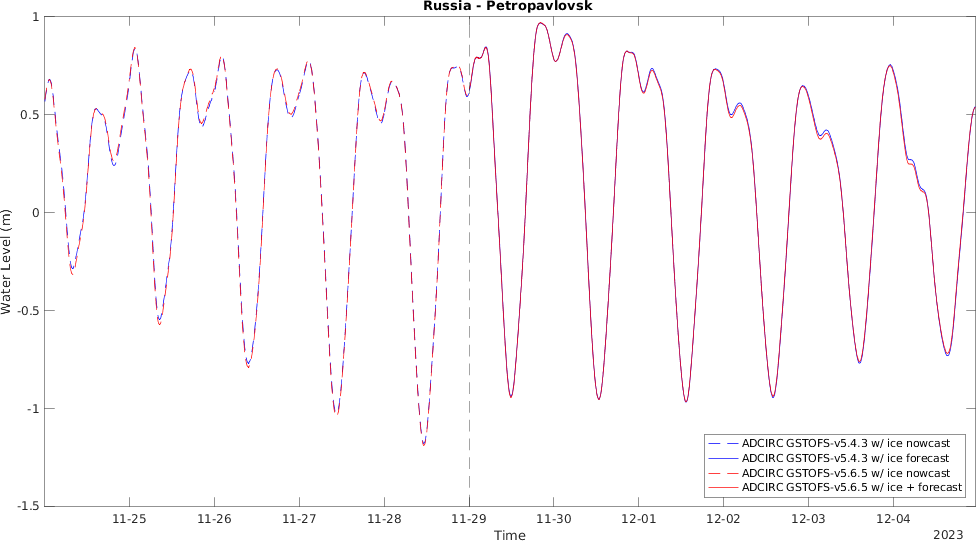 Russia - Petropavlovsk
1
0.5
0
-0.5
-1
-1.5
Water Level (m)
11-25
11-26
11-27
11-28
11-29
11-30
12-01
12-02
12-03
12-04
Time
2023
ADCIRC GSTOFS-v5.4.3 w/ ice nowcast
ADCIRC GSTOFS-v5.4.3 w/ ice forecast
ADCIRC GSTOFS-v5.6.5 w/ ice nowcast
ADCIRC GSTOFS-v5.6.5 w/ ice + forecast